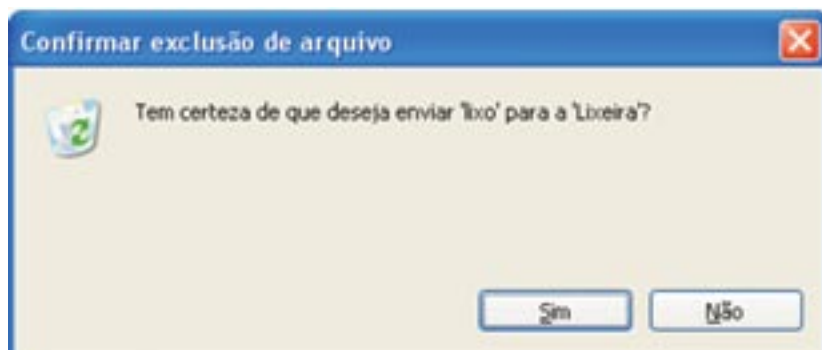 Confirmar exclusão de arquivo
Tem certeza de que deseja enviar 'lixo' para a 'Lixeira'?
Sim
Não